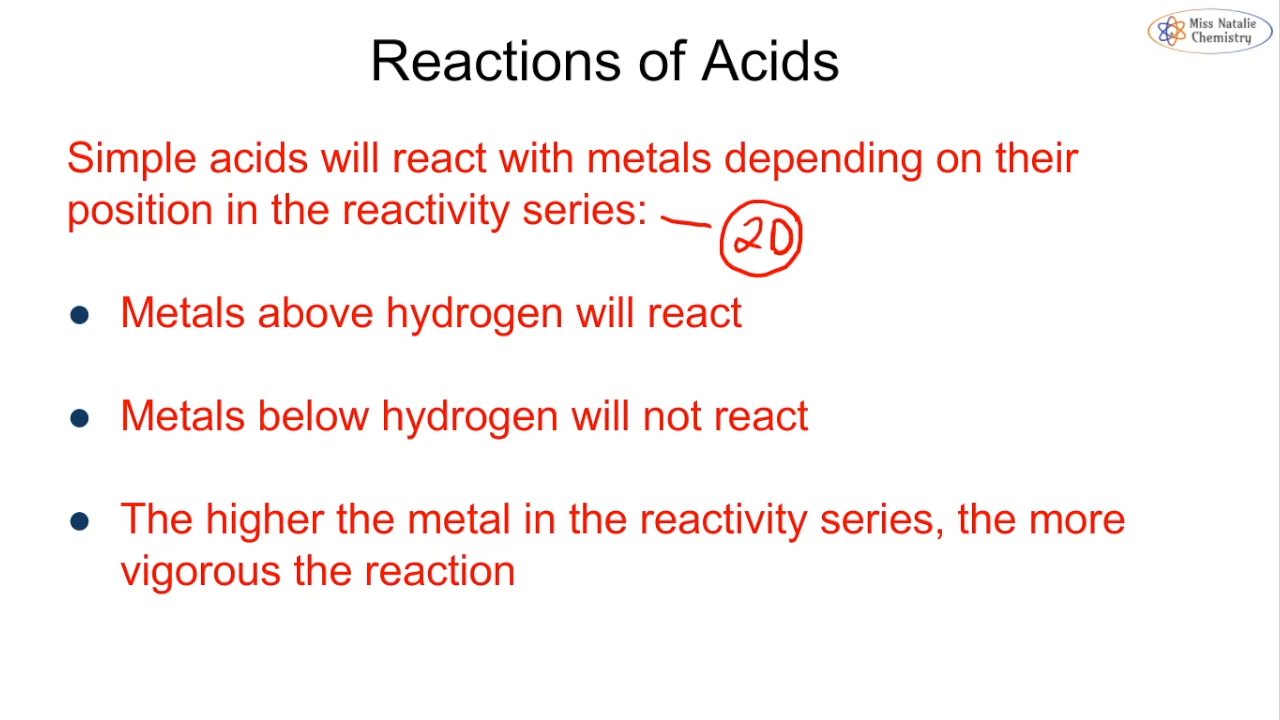 Miss Natalie
Chemistry
Reactions of Acids
Simple acids will react with metals depending on their
position in the reactivity series:
2D
● Metals above hydrogen will react
● Metals below hydrogen will not react
● The higher the metal in the reactivity series, the more
vigorous the reaction